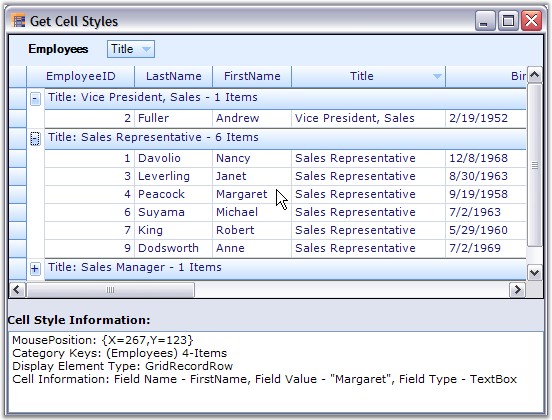 Get Cell Styles
Employees Title
EmployeeID LastName FirstName Title Bir
Title: Vice President, Sales - 1 Items
2 Fuller Andrew Vice President, Sales 2/19/1952
Title: Sales Representative - 6 Items
1 Davolio Nancy Sales Representative 12/8/1968
3 Leverling Janet Sales Representative 8/30/1963
4 Peacock Margaret Sales Representative 9/19/1958
6 Suyama Michael Sales Representative 7/2/1963
7 King Robert Sales Representative 5/29/1960
9 Dodsworth Anne Sales Representative 7/2/1969
Title: Sales Manager - 1 Items
Cell Style Information:
MousePosition: {X=267,Y=123}
Category Keys: (Employees) 4-Items
Display Element Type: GridRecordRow
Cell Information: Field Name - FirstName, Field Value - "Margaret", Field Type - TextBox